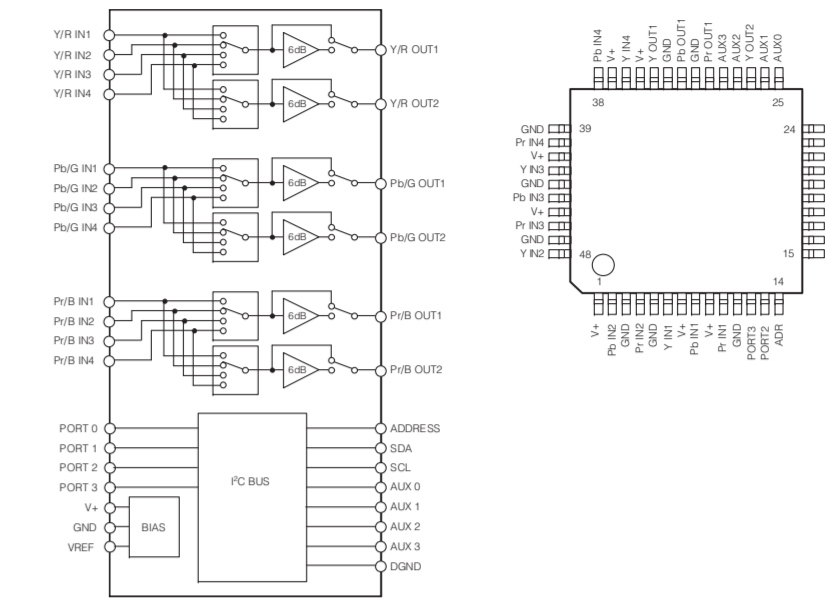 Y/R IN1
Y/R IN2
Y/R IN3
Y/R IN4
6dB
Y/R OUT1
6dB
Y/R OUT2
Pb/G IN1
Pb/G IN2
Pb/G IN3
Pb/G IN4
6dB
Pb/G OUT1
6dB
Pb/G OUT2
Pr/B IN1
Pr/B IN2
Pr/B IN3
Pr/B IN4
6dB
Pr/B OUT1
6dB
Pr/B OUT2
PORT 0
PORT 1
PORT 2
PORT 3
V+
GND
VREF
BIAS
I²C BUS
ADDRESS
SDA
SCL
AUX 0
AUX 1
AUX 2
AUX 3
DGND
Pb IN4
V+
Y IN4
V+
Y OUT1
GND
Pb OUT1
GND
Pr OUT1
AUX3
AUX2
Y OUT2
AUX1
AUX0
38
25
39
24
GND
Pr IN4
V+
Y IN3
GND
Pb IN3
V+
Pr IN3
GND
Y IN2
48
15
1
14
V+
Pb IN2
GND
Pr IN2
GND
Y IN1
V+
Pb IN1
V+
Pr IN1
GND
PORT3
PORT2
ADR